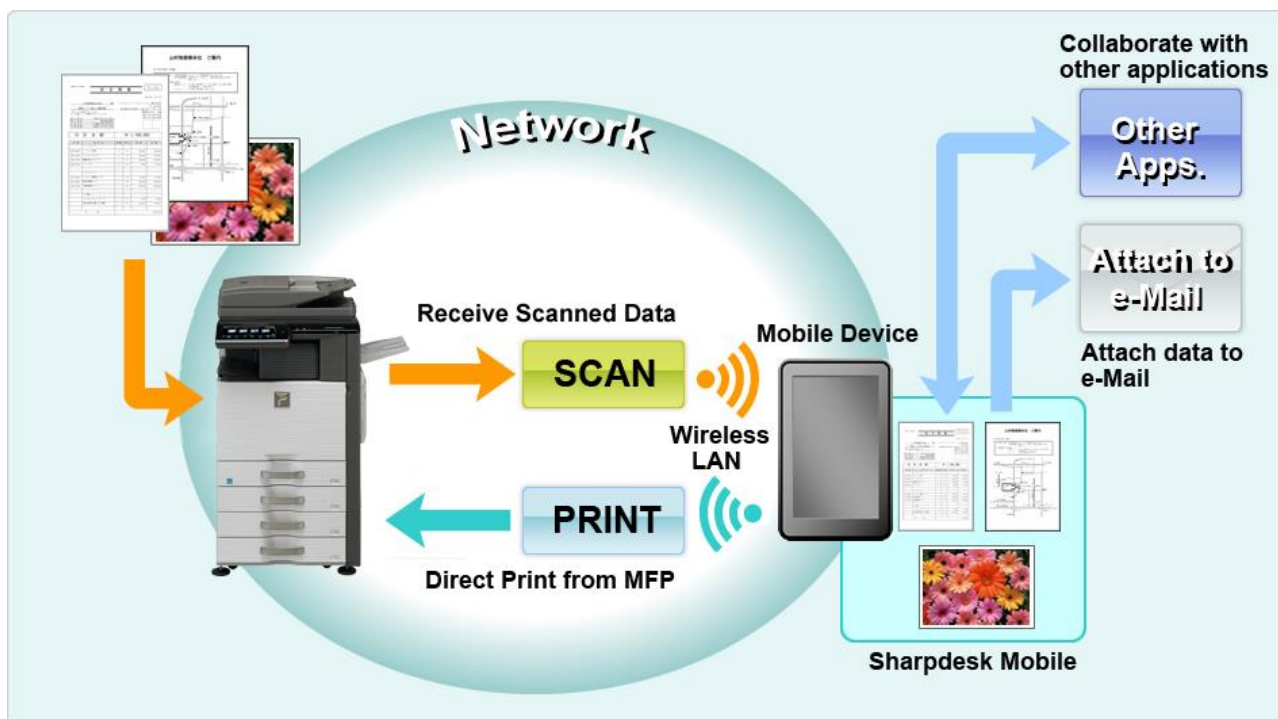 Collaborate with
other applications
Other
Apps.
Network
Attach to
e-Mail
Attach data to
e-Mail
Receive Scanned Data
SCAN
Mobile Device
Wireless
LAN
PRINT
Direct Print from MFP
Sharpdesk Mobile